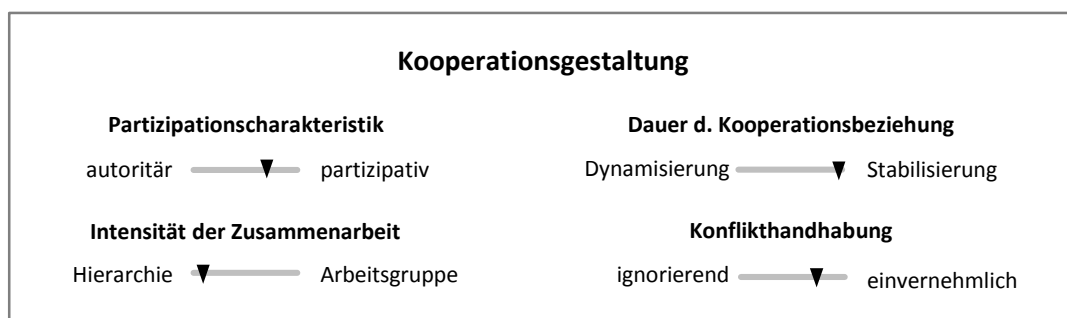 Kooperationsgestaltung
Partizipationscharakteristik
autoritär partizipativ
Intensität der Zusammenarbeit
Hierarchie Arbeitsgruppe
Dauer d. Kooperationsbeziehung
Dynamisierung Stabilisierung
Konflikthandhabung
ignorierend einvernehmlich